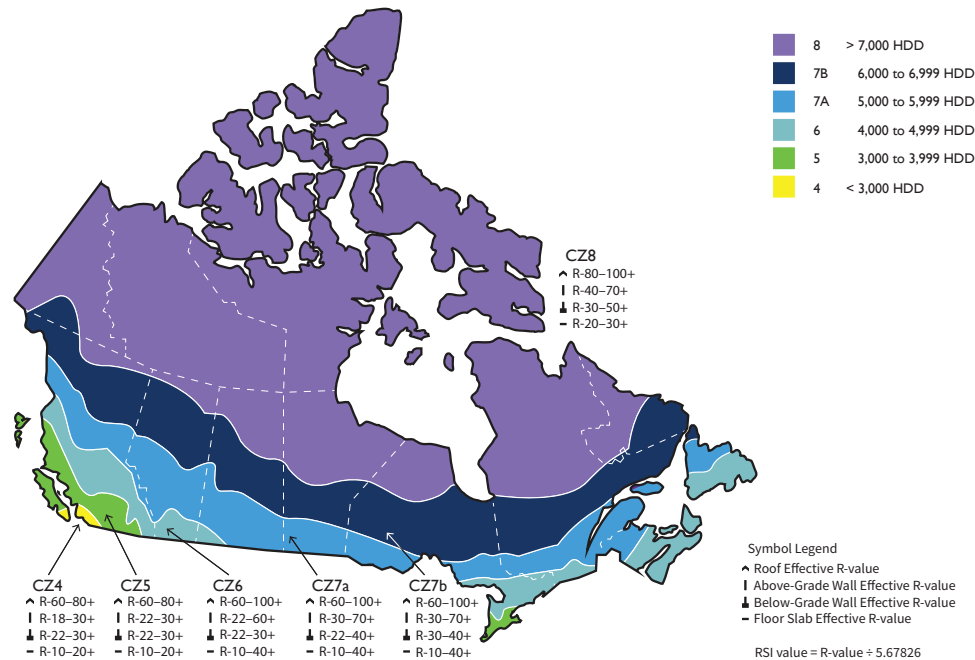 8 > 7,000 HDD
7B 6,000 to 6,999 HDD
7A 5,000 to 5,999 HDD
6 4,000 to 4,999 HDD
5 3,000 to 3,999 HDD
4 < 3,000 HDD
CZ8
R-80–100+
R-40–70+
R-30–50+
R-20–30+
CZ4
R-60–80+
R-18–30+
R-22–30+
R-10–20+
CZ5
R-60–80+
R-22–30+
R-22–30+
R-10–20+
CZ6
R-60–100+
R-22–60+
R-22–30+
R-10–40+
CZ7a
R-60–100+
R-30–70+
R-22–40+
R-10–40+
CZ7b
R-60–100+
R-30–70+
R-30–40+
R-10–40+
Symbol Legend
Roof Effective R-value
Above-Grade Wall Effective R-value
Below-Grade Wall Effective R-value
Floor Slab Effective R-value
RSI value = R-value ÷ 5.67826